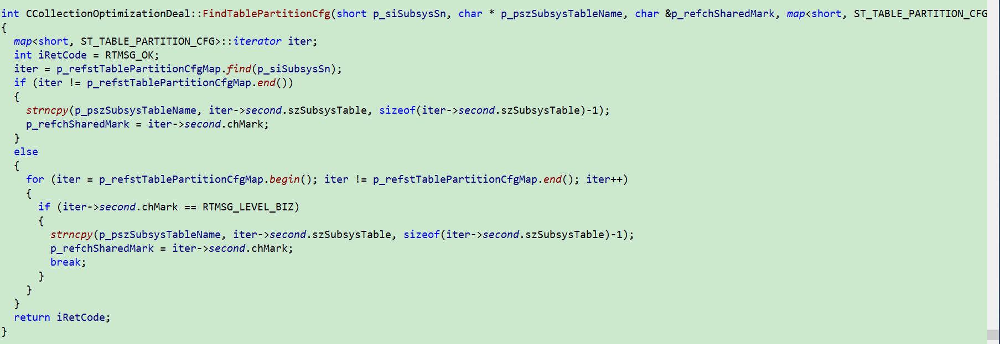 int CCollectionOptimizationDeal::FindTablePartitionCfg(short p_siSubsysSn, char * p_pszSubsysTableName, char &p_refchSharedMark, map<short, ST_TABLE_PARTITION_CFG
{
map<short, ST_TABLE_PARTITION_CFG>::iterator iter;
int iRetCode = RTMSG_OK;
iter = p_refstTablePartitionCfgMap.find(p_siSubsysSn);
if (iter != p_refstTablePartitionCfgMap.end())
{
strncpy(p_pszSubsysTableName, iter->second.szSubsysTable, sizeof(iter->second.szSubsysTable)-1);
p_refchSharedMark = iter->second.chMark;
}
else
{
for (iter = p_refstTablePartitionCfgMap.begin(); iter != p_refstTablePartitionCfgMap.end(); iter++)
{
if (iter->second.chMark == RTMSG_LEVEL_BIZ)
{
strncpy(p_pszSubsysTableName, iter->second.szSubsysTable, sizeof(iter->second.szSubsysTable)-1);
p_refchSharedMark = iter->second.chMark;
break;
}
}
}
return iRetCode;
}